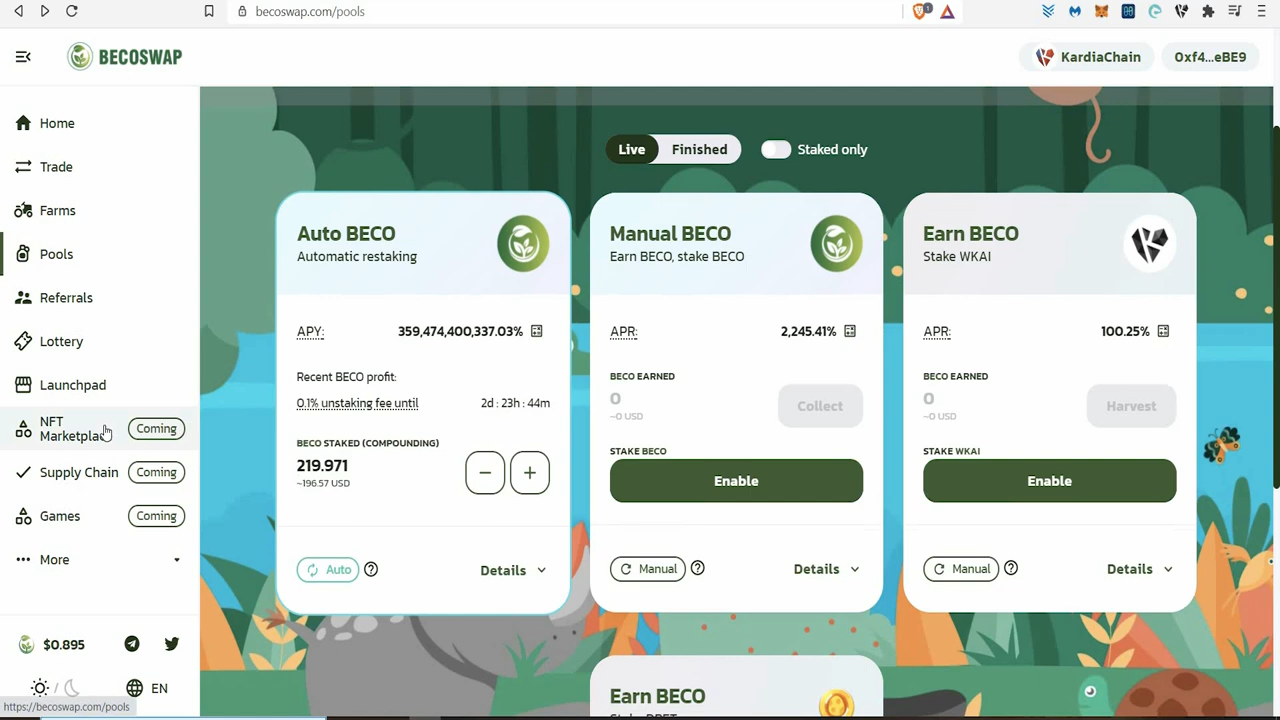 becoswap.com/pools
1
BECOSWAP
KardiaChain
0xf4...eBE9
Home
Trade
Farms
Pools
Referrals
Lottery
Launchpad
NFT
Marketplac
Coming
Supply Chain
Coming
Games
Coming
More
$0.895
/
EN
https://becoswap.com/pools
Live
Finished
Staked only
Auto BECO
Automatic restaking
APY:
359,474,400,337.03%
Recent BECO profit:
0.1% unstaking fee until
2d : 23h : 44m
BECO STAKED (COMPOUNDING)
219.971
~196.57 USD
Auto
Details
Manual BECO
Earn BECO, stake BECO
APR:
2,245.41%
BECO EARNED
0
~0 USD
Collect
STAKE BECO
Enable
Manual
Details
Earn BECO
Stake WKAI
APR:
100.25%
BECO EARNED
0
~0 USD
Harvest
STAKE WKAI
Enable
Manual
Details
Earn BECO